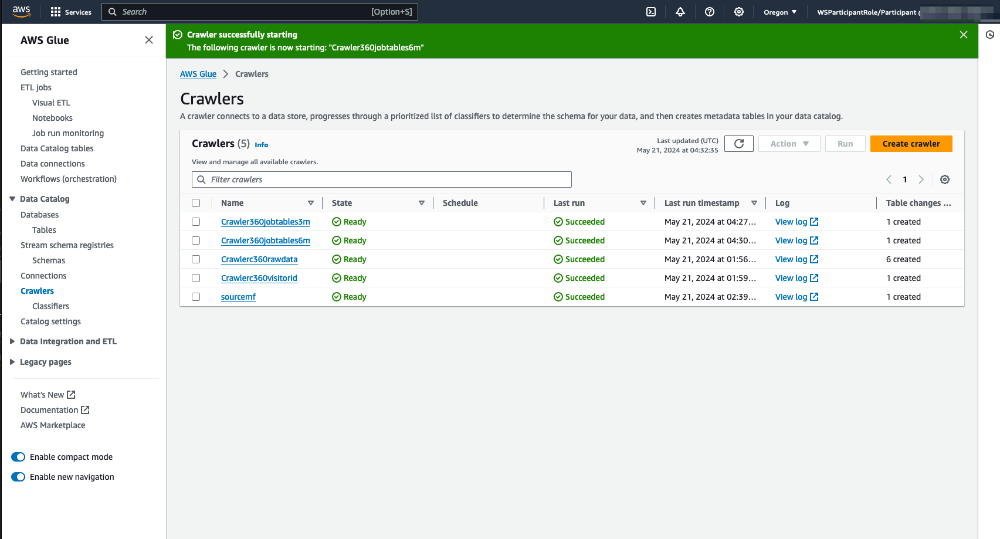 aws
Services
Search
[Option+S]
Oregon
WSParticipantRole/Participant
AWS Glue
Crawler successfully starting
The following crawler is now starting: "Crawler360jobtables6m"
Getting started
ETL jobs
Visual ETL
Notebooks
Job run monitoring
Data Catalog tables
Data connections
Workflows (orchestration)
Data Catalog
Databases
Tables
Stream schema registries
Schemas
Connections
Crawlers
Classifiers
Catalog settings
Data Integration and ETL
Legacy pages
What's New
Documentation
AWS Marketplace
Enable compact mode
Enable new navigation
AWS Glue > Crawlers
Crawlers
A crawler connects to a data store, progresses through a prioritized list of classifiers to determine the schema for your data, and then creates metadata tables in your data catalog.
Crawlers (5) Info
View and manage all available crawlers.
Last updated (UTC)
May 21, 2024 at 04:32:35
Action
Run
Create crawler
Filter crawlers
1
Name State Schedule Last run Last run timestamp Log Table changes ...
Crawler360jobtables3m Ready Succeeded May 21, 2024 at 04:27... View log 1 created
Crawler360jobtables6m Ready Succeeded May 21, 2024 at 04:30... View log 1 created
Crawlerc360rawdata Ready Succeeded May 21, 2024 at 01:56... View log 6 created
Crawlerc360visitorid Ready Succeeded May 21, 2024 at 01:59... View log 1 created
sourcemf Ready Succeeded May 21, 2024 at 02:39... View log 1 created